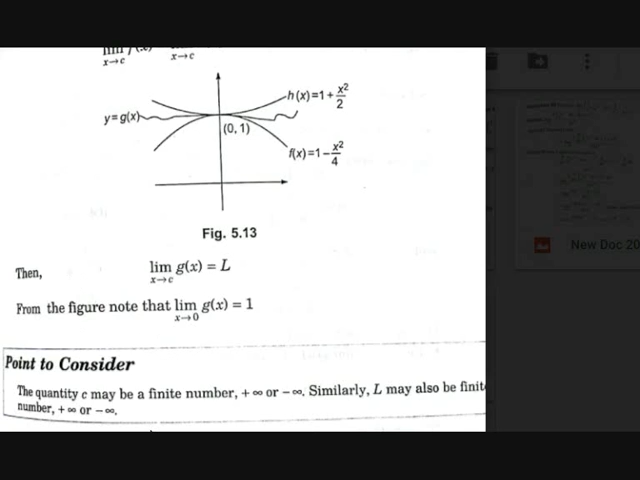 x→c x→c
h(x)=1+x²/2
y=g(x)
(0, 1)
f(x)=1−x²/4
Fig. 5.13
Then, lim x→c g(x) = L
From the figure note that lim x→0 g(x) = 1
Point to Consider
The quantity c may be a finite number, + ∞ or − ∞. Similarly, L may also be finit
number, + ∞ or − ∞.
New Doc 20